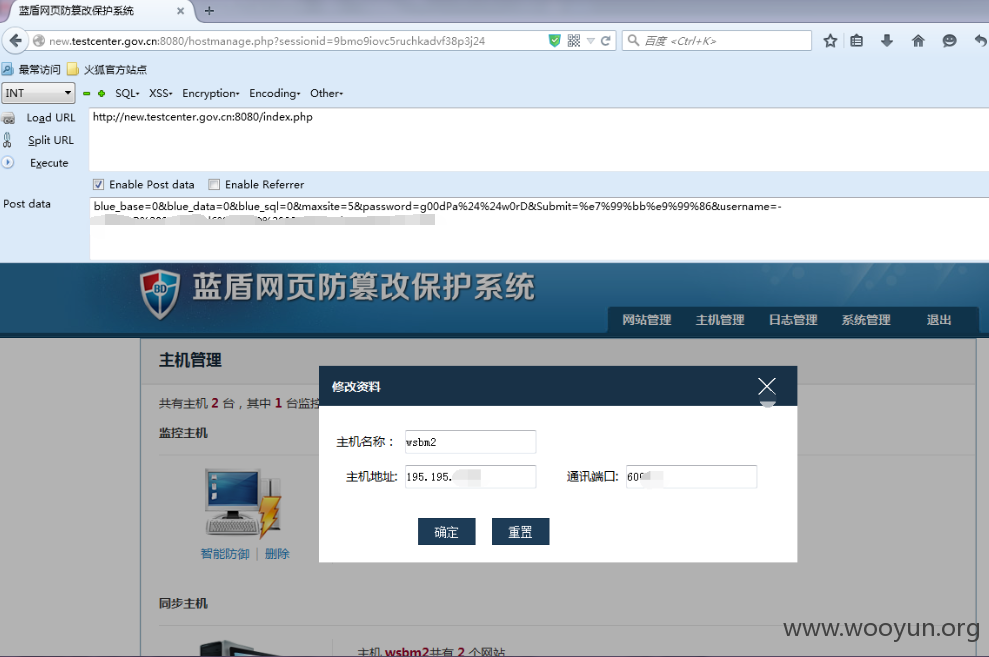 蓝盾网页防篡改保护系统
new.testcenter.gov.cn:8080/hostmanage.php?sessionid=9bmo9iovc5ruchkadvf38p3j24
百度 <Ctrl+K>
最常访问 火狐官方站点
INT SQL XSS Encryption Encoding Other
Load URL
http://new.testcenter.gov.cn:8080/index.php
Split URL
Execute
Enable Post data Enable Referrer
Post data
blue_base=0&blue_data=0&blue_sql=0&maxsite=5&password=g00dPa%24%24w0rD&Submit=%e7%99%bb%e9%99%86&username=-
BD 蓝盾网页防篡改保护系统
网站管理 主机管理 日志管理 系统管理 退出
主机管理
修改资料
共有主机 2 台，其中 1 台监控
监控主机
主机名称： wsbm2
主机地址: 195.195. 通讯端口: 600
确定 重置
智能防御 | 删除
同步主机
主机 wsbm2共有 2 个网站
www.wooyun.org